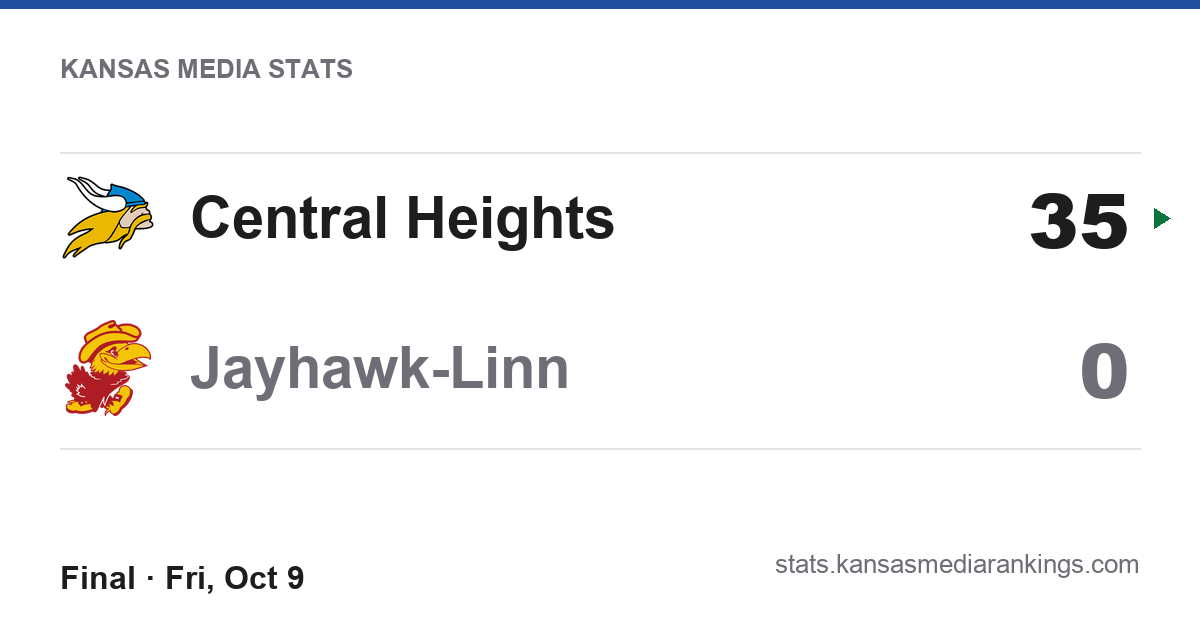 KANSAS MEDIA STATS
Central Heights 35
Jayhawk-Linn 0
Final · Fri, Oct 9
stats.kansasmediarankings.com